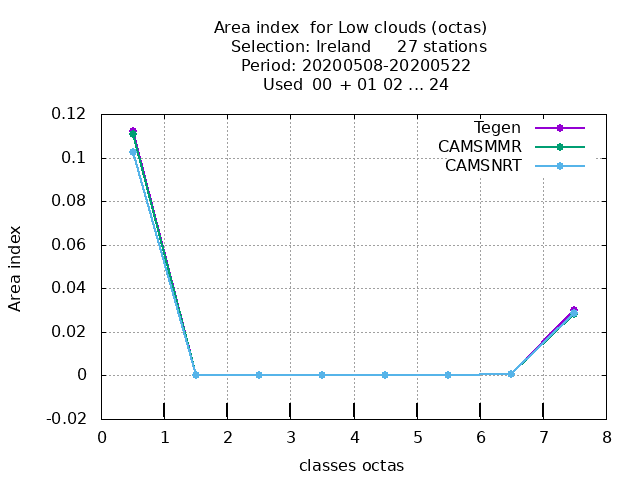 Area index  for Low clouds (octas)
Selection: Ireland     27 stations
Period: 20200508-20200522
Used  00 + 01 02 ... 24
0.12
0.1
0.08
0.06
0.04
0.02
0
-0.02
Area index
Tegen
CAMSMMR
CAMSNRT
0 1 2 3 4 5 6 7 8
classes octas